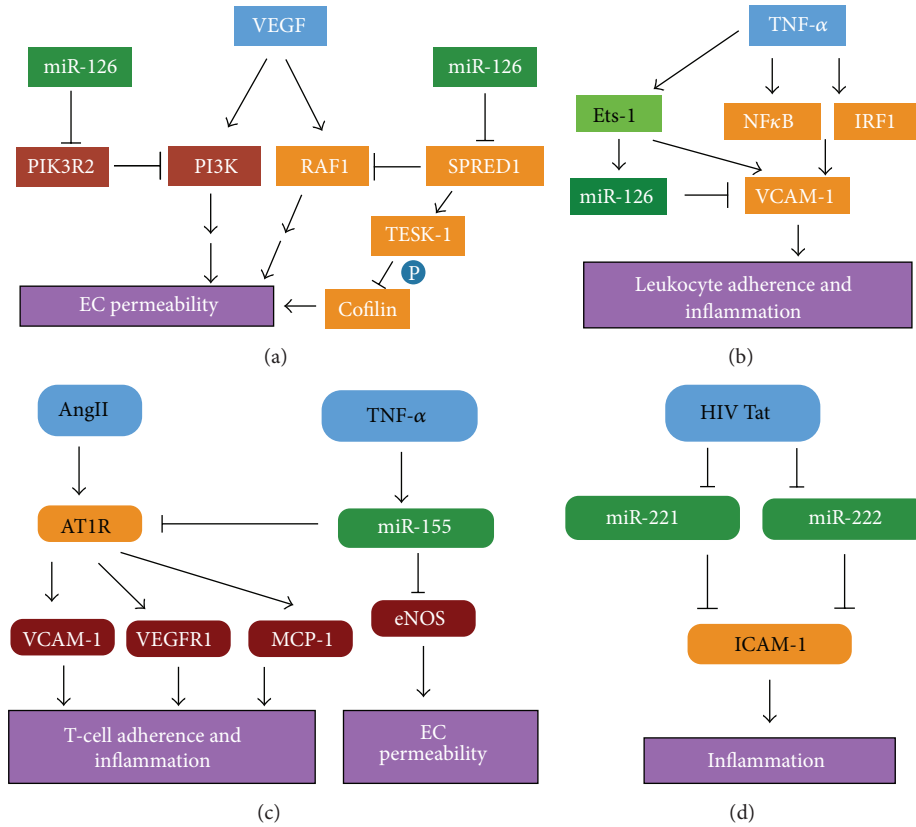 VEGF
miR-126
miR-126
PIK3R2
PI3K
RAF1
SPRED1
TESK-1
P
EC permeability
Cofilin
(a)
TNF-α
Ets-1
NFκB
IRF1
miR-126
VCAM-1
Leukocyte adherence and
inflammation
(b)
AngII
TNF-α
AT1R
miR-155
VCAM-1
VEGFR1
MCP-1
eNOS
T-cell adherence and
inflammation
EC
permeability
(c)
HIV Tat
miR-221
miR-222
ICAM-1
Inflammation
(d)